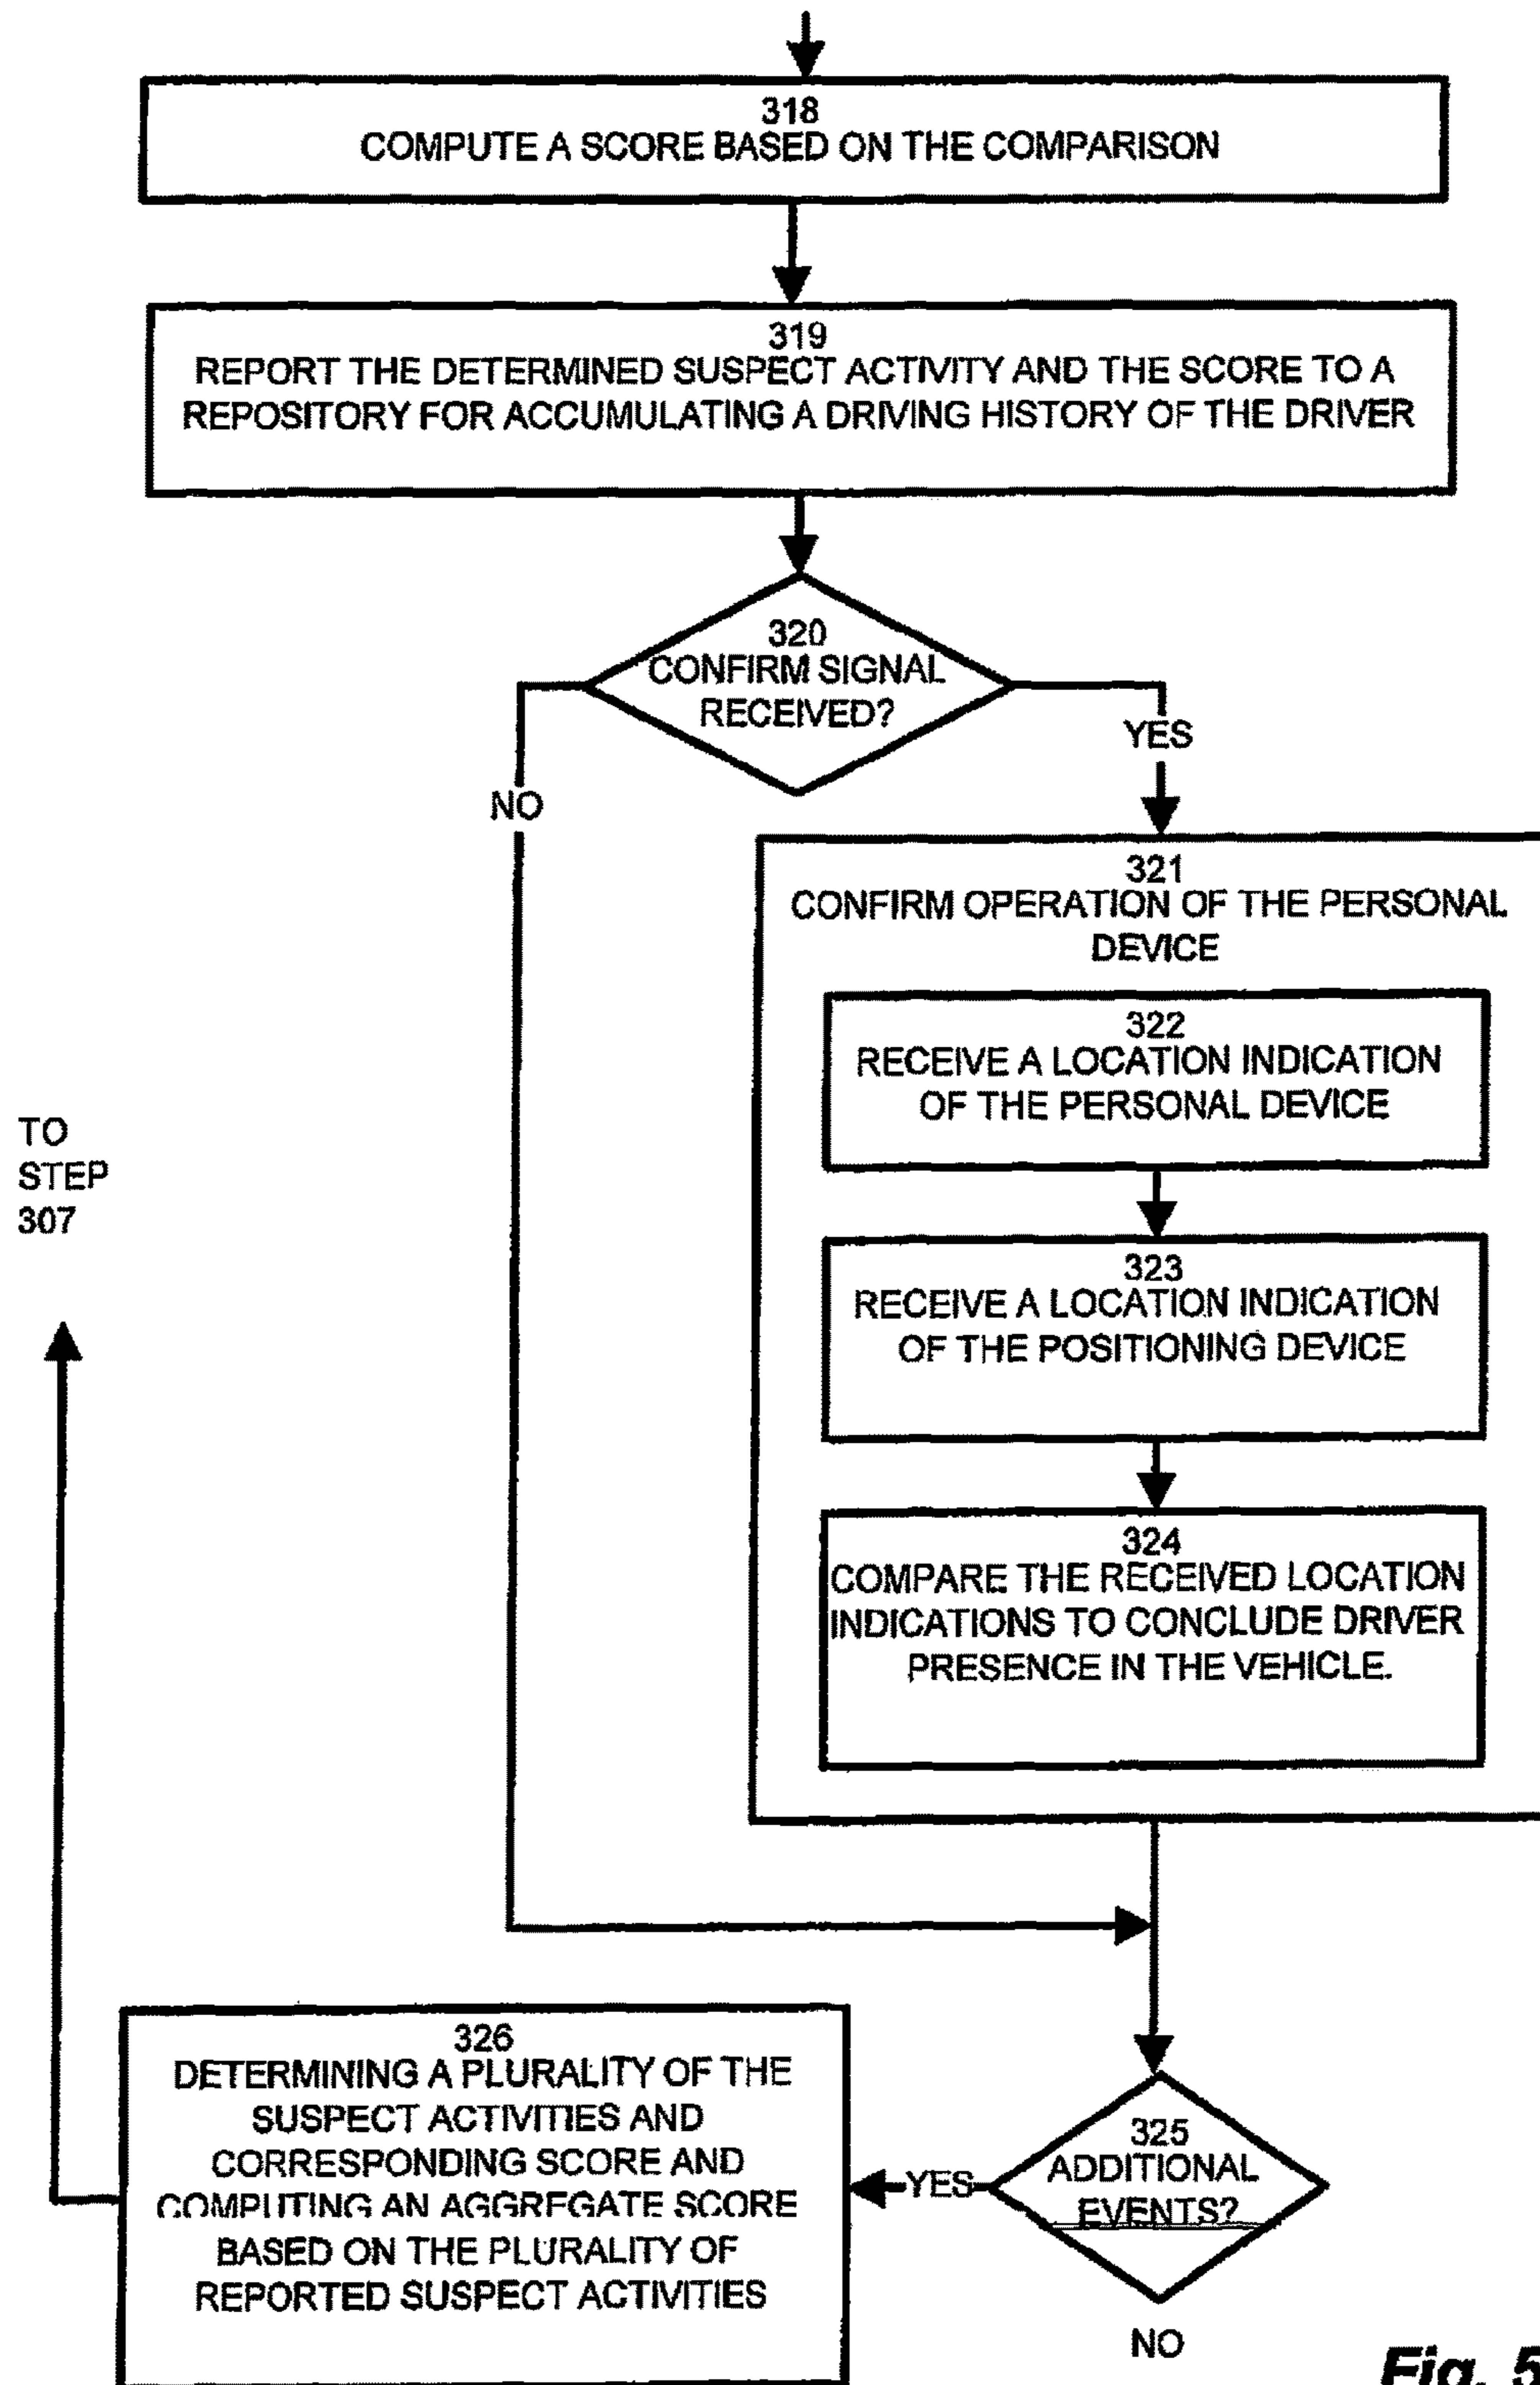 318
COMPUTE A SCORE BASED ON THE COMPARISON
319
REPORT THE DETERMINED SUSPECT ACTIVITY AND THE SCORE TO A
REPOSITORY FOR ACCUMULATING A DRIVING HISTORY OF THE DRIVER
320
CONFIRM SIGNAL
RECEIVED?
YES
NO
321
CONFIRM OPERATION OF THE PERSONAL
DEVICE
322
RECEIVE A LOCATION INDICATION
OF THE PERSONAL DEVICE
TO
STEP
307
323
RECEIVE A LOCATION INDICATION
OF THE POSITIONING DEVICE
324
COMPARE THE RECEIVED LOCATION
INDICATIONS TO CONCLUDE DRIVER
PRESENCE IN THE VEHICLE.
326
DETERMINING A PLURALITY OF THE
SUSPECT ACTIVITIES AND
CORRESPONDING SCORE AND
COMPUTING AN AGGREGATE SCORE
BASED ON THE PLURALITY OF
REPORTED SUSPECT ACTIVITIES
YES
325
ADDITIONAL
EVENTS?
NO
Fig. 5